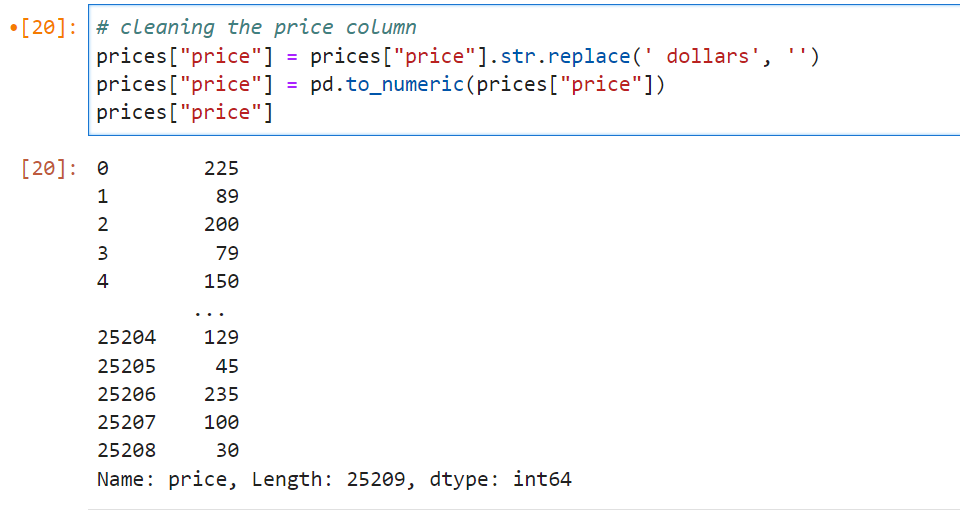 [20]: # cleaning the price column
prices["price"] = prices["price"].str.replace(' dollars', '')
prices["price"] = pd.to_numeric(prices["price"])
prices["price"]
[20]: 0        225
1         89
2        200
3         79
4        150
...
25204    129
25205     45
25206    235
25207    100
25208     30
Name: price, Length: 25209, dtype: int64